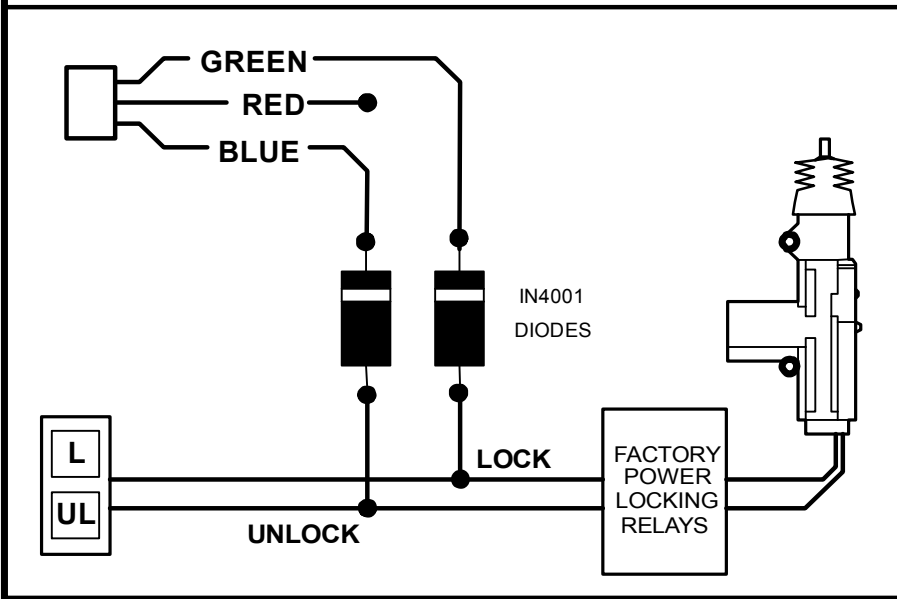 GREEN
RED
BLUE
IN4001
DIODES
L
UL
LOCK
UNLOCK
FACTORY
POWER
LOCKING
RELAYS